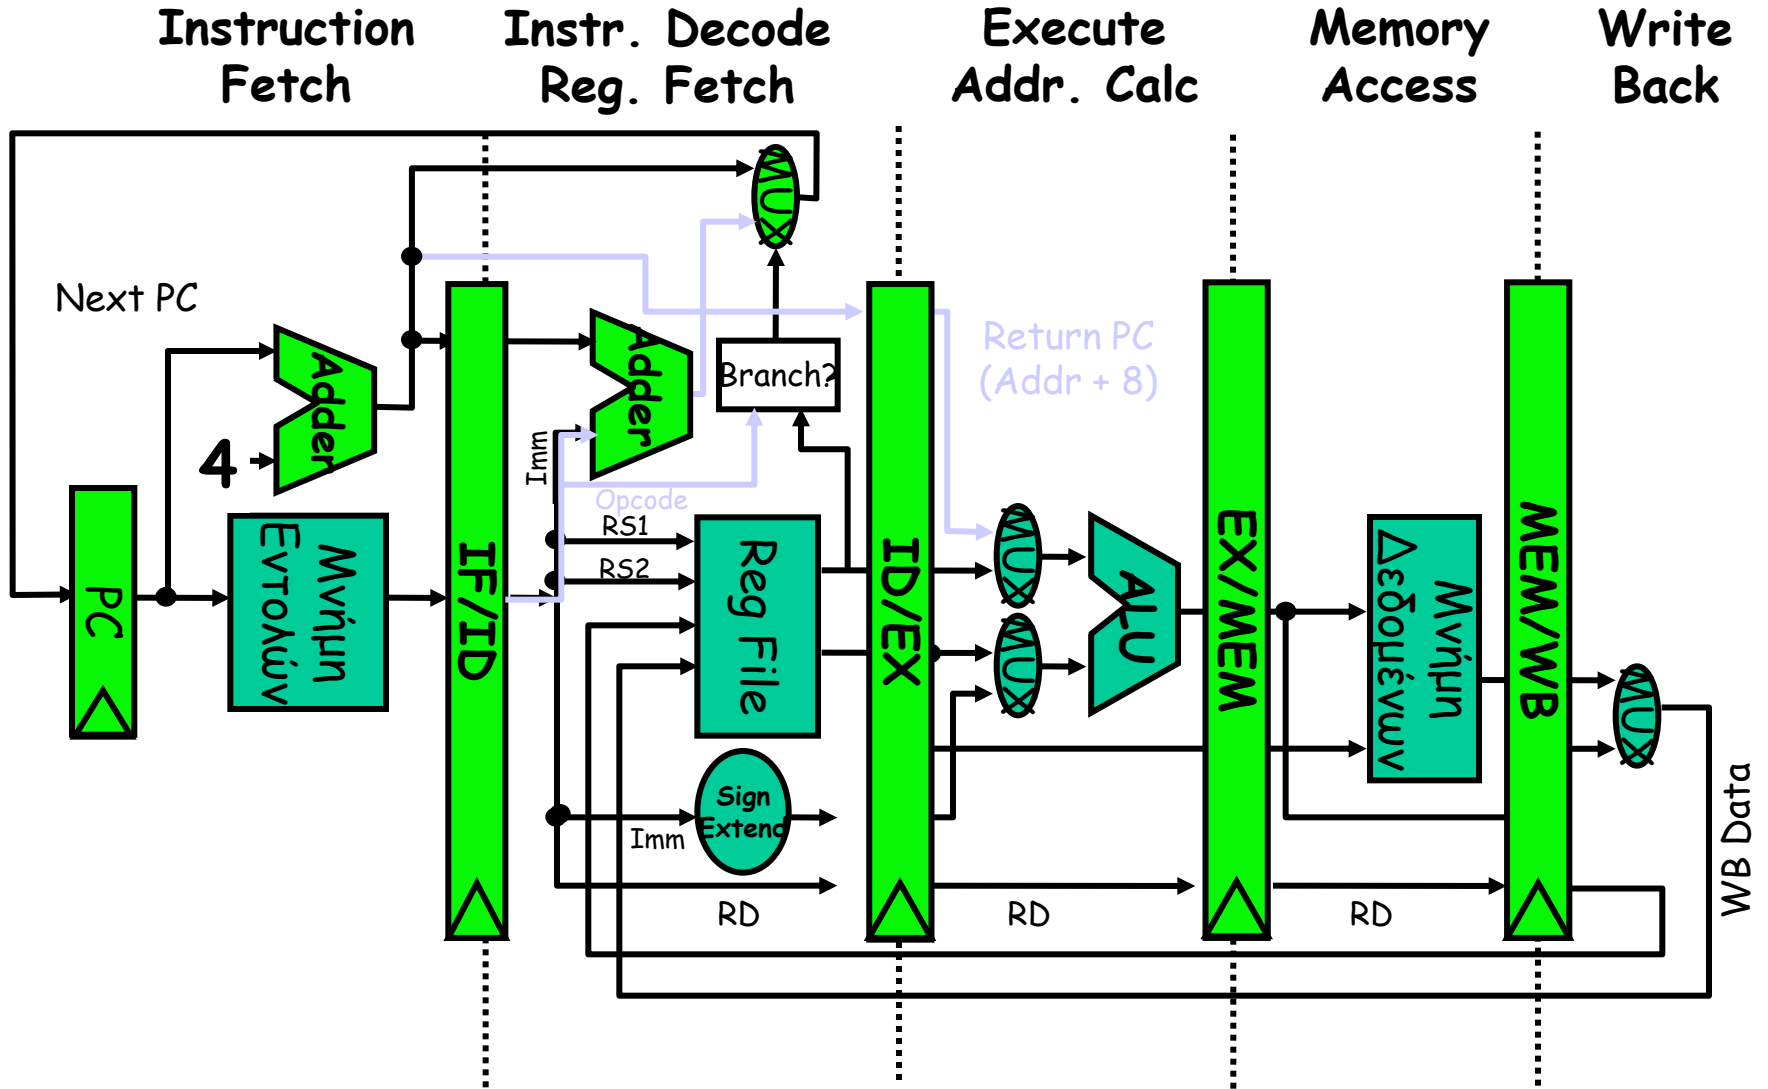 Instruction
Fetch
Instr. Decode
Reg. Fetch
Execute
Addr. Calc
Memory
Access
Write
Back
MUX
Next PC
Adder
4
Adder
Branch?
Return PC
(Addr + 8)
Imm
Opcode
RS1
RS2
PC
Μνήμη
Εντολών
IF/ID
Reg File
ID/EX
MUX
MUX
ALU
EX/MEM
Μνήμη
Δεδομένων
MEM/WB
MUX
Sign
Extend
Imm
WB Data
RD
RD
RD